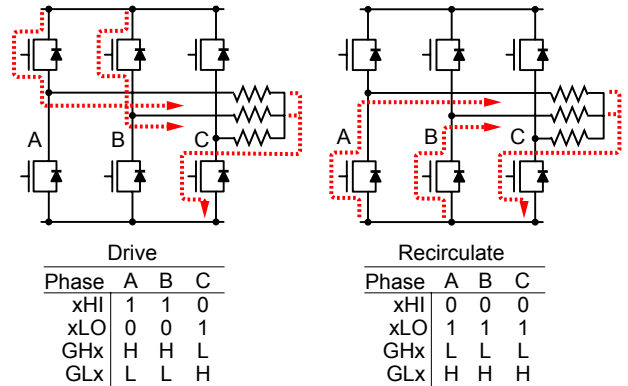 A B C
A B C
Drive
Phase A B C
xHI 1 1 0
xLO 0 0 1
GHx H H L
GLx L L H
Recirculate
Phase A B C
xHI 0 0 0
xLO 1 1 1
GHx L L L
GLx H H H